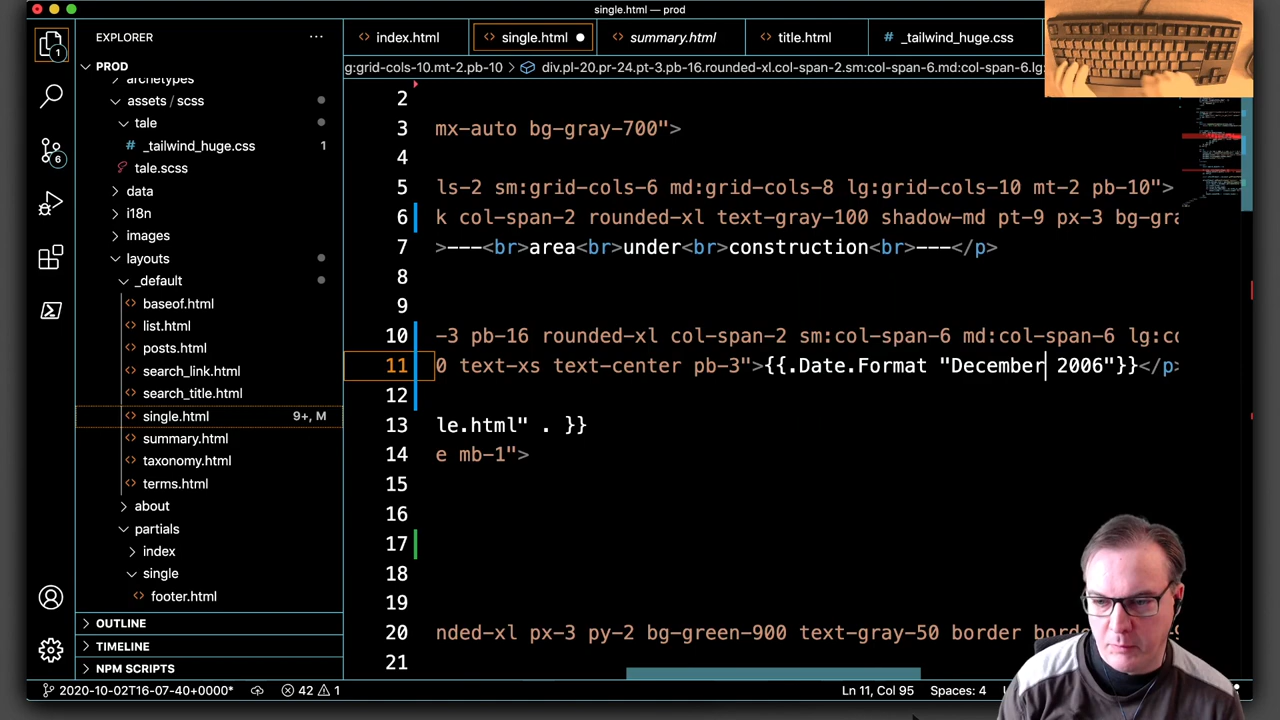 single.html — prod
EXPLORER
index.html
single.html
summary.html
title.html
_tailwind_huge.css
PROD
g:grid-cols-10.mt-2.pb-10
div.pl-20.pr-24.pt-3.pb-16.rounded-xl.col-span-2.sm:col-span-6.md:col-span-6.lg:
archetypes
assets / scss
tale
_tailwind_huge.css 1
tale.scss
data
i18n
images
layouts
_default
baseof.html
list.html
posts.html
search_link.html
search_title.html
single.html 9+, M
summary.html
taxonomy.html
terms.html
about
partials
index
single
footer.html
OUTLINE
TIMELINE
NPM SCRIPTS
1
6
2
3 mx-auto bg-gray-700">
4
5 ls-2 sm:grid-cols-6 md:grid-cols-8 lg:grid-cols-10 mt-2 pb-10">
6 k col-span-2 rounded-xl text-gray-100 shadow-md pt-9 px-3 bg-gra
7 >---<br>area<br>under<br>construction<br>---</p>
8
9
10 -3 pb-16 rounded-xl col-span-2 sm:col-span-6 md:col-span-6 lg:co
11 0 text-xs text-center pb-3">{{.Date.Format "December 2006"}}</p>
12
13 le.html" . }}
14 e mb-1">
15
16
17
18
19
20 nded-xl px-3 py-2 bg-green-900 text-gray-50 border
21
2020-10-02T16-07-40+0000* 42 1 Ln 11, Col 95 Spaces: 4